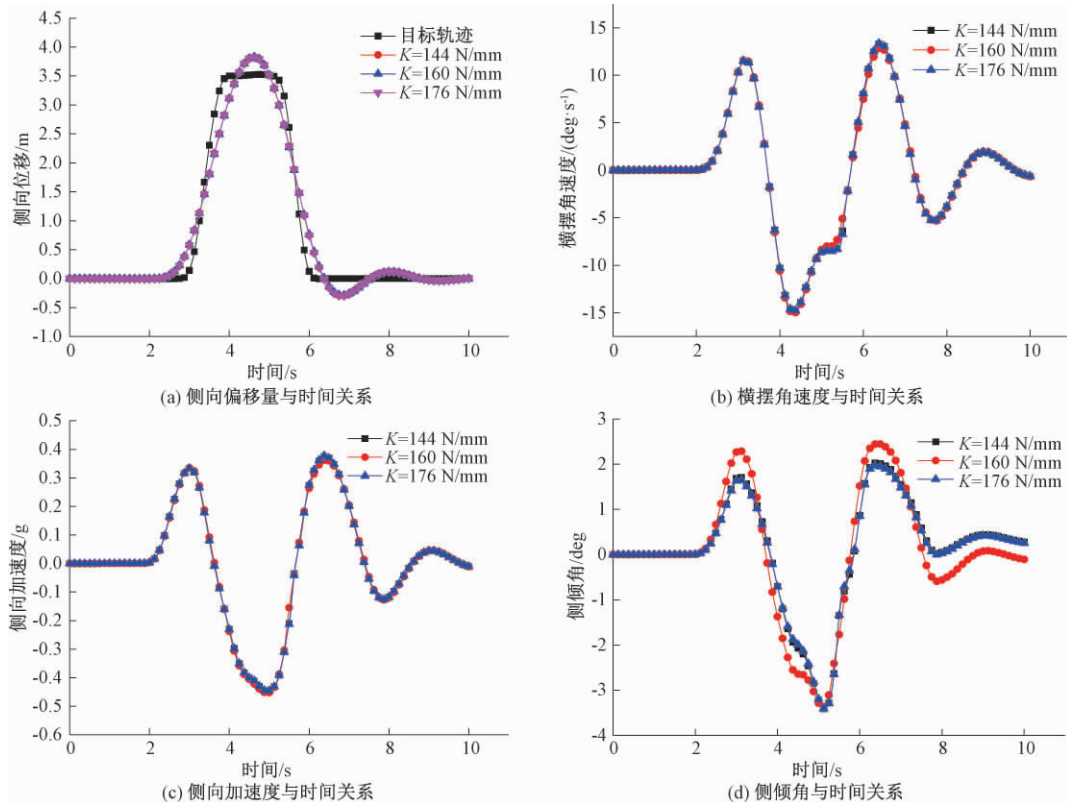 4.5
4.0
3.5
3.0
2.5
2.0
1.5
1.0
0.5
0.0
-0.5
-1.0
侧向位移/m
目标轨迹
K=144 N/mm
K=160 N/mm
K=176 N/mm
0 2 4 6 8 10
时间/s
(a) 侧向偏移量与时间关系
15
10
5
0
-5
-10
-15
横摆角速度/(deg·s⁻¹)
K=144 N/mm
K=160 N/mm
K=176 N/mm
0 2 4 6 8 10
时间/s
(b) 横摆角速度与时间关系
0.5
0.4
0.3
0.2
0.1
0.0
-0.1
-0.2
-0.3
-0.4
-0.5
-0.6
侧向加速度/g
K=144 N/mm
K=160 N/mm
K=176 N/mm
0 2 4 6 8 10
时间/s
(c) 侧向加速度与时间关系
3
2
1
0
-1
-2
-3
-4
侧倾角/deg
K=144 N/mm
K=160 N/mm
K=176 N/mm
0 2 4 6 8 10
时间/s
(d) 侧倾角与时间关系